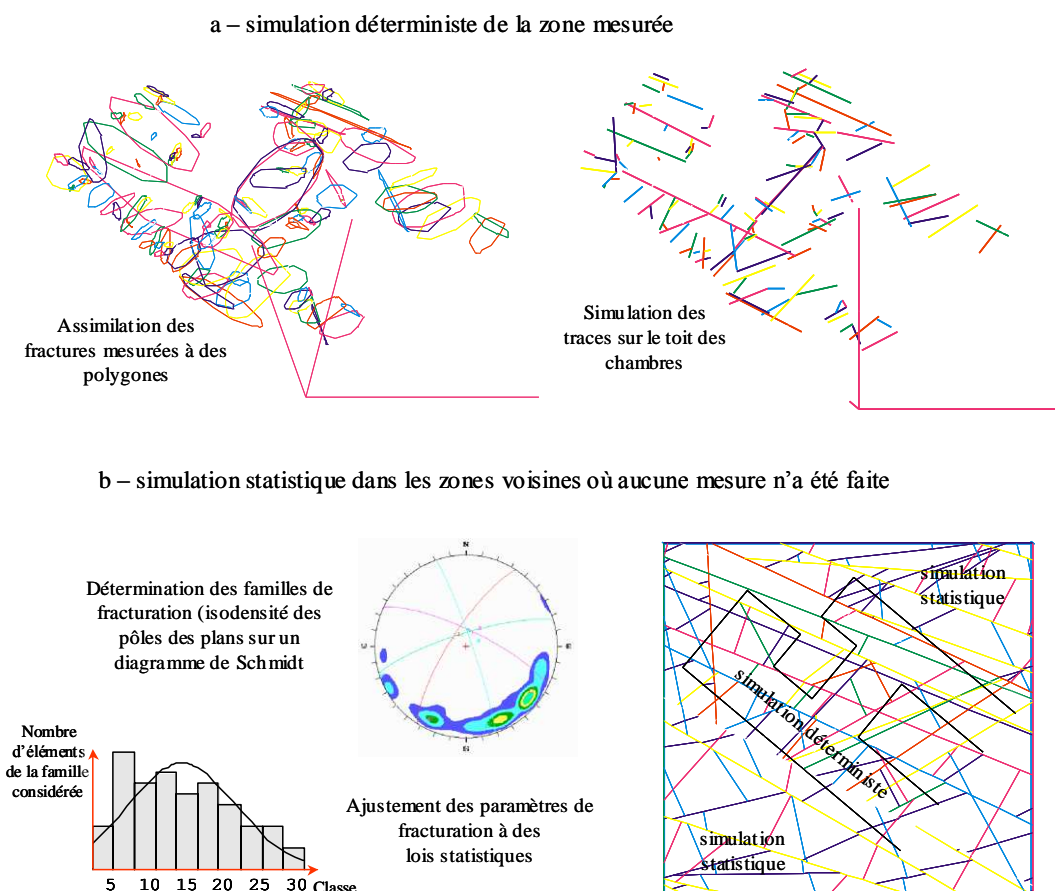 a – simulation déterministe de la zone mesurée
Assimilation des
fractures mesurées à des
polygones
Simulation des
traces sur le toit des
chambres
b – simulation statistique dans les zones voisines où aucune mesure n’a été faite
Détermination des familles de
fracturation (isodensité des
pôles des plans sur un
diagramme de Schmidt
N
S
Nombre
d’éléments
de la famille
considérée
5 10 15 20 25 30 Classe
Ajustement des paramètres de
fracturation à des
lois statistiques
simulation
statistique
simulation déterministe
simulation
statistique